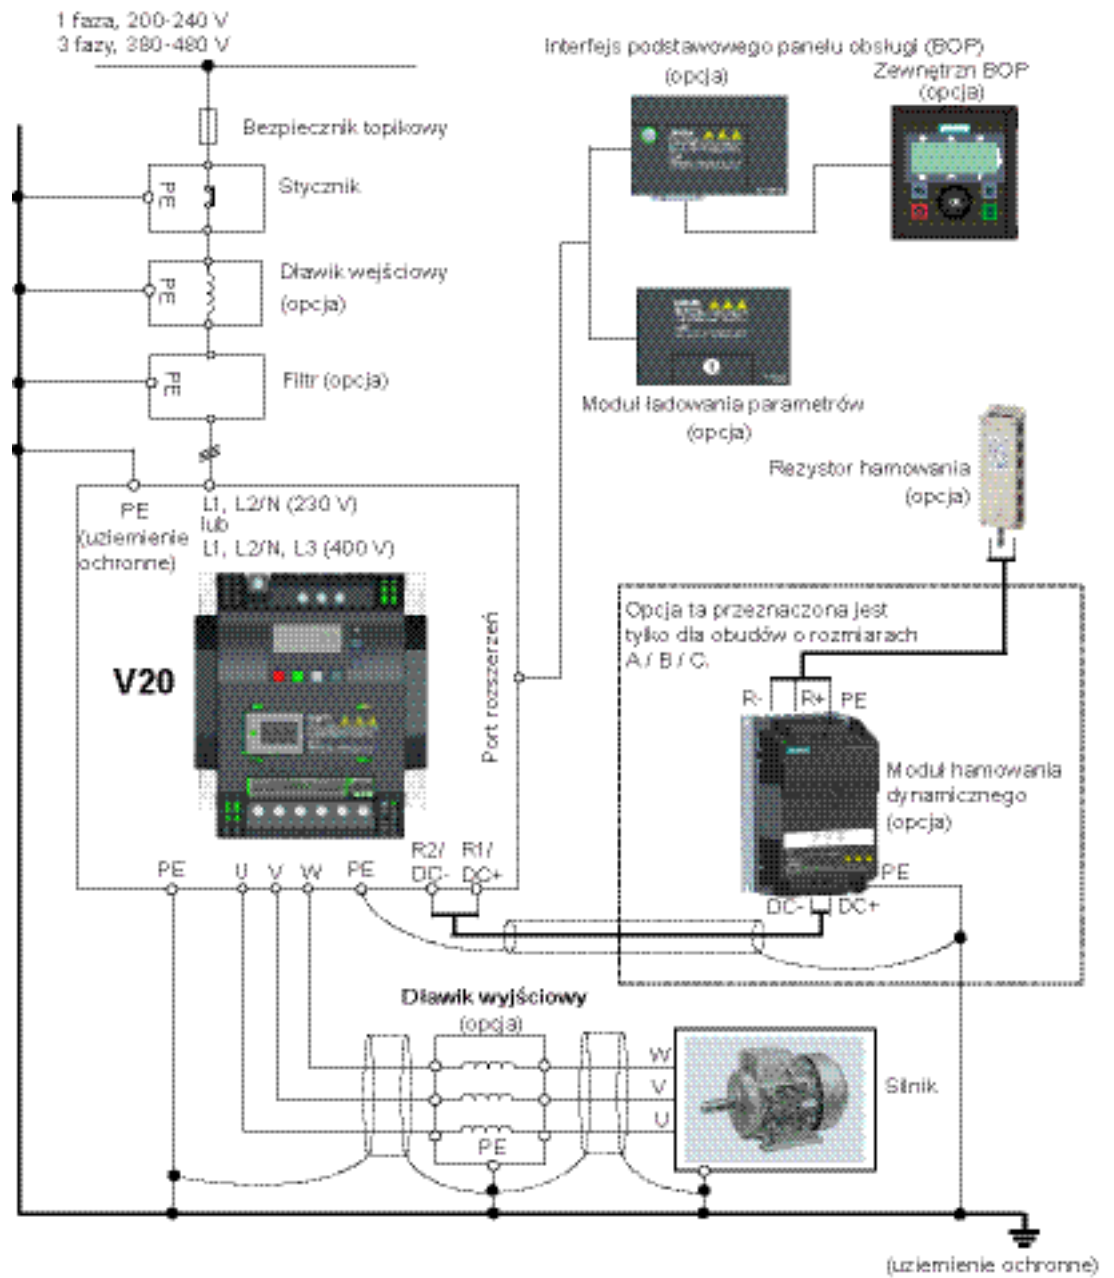 1 faza, 200-240 V
3 fazy, 380-480 V
Interfejs podstawowego panelu obsługi (BOP)
(opcja)
Zewnętrzn BOP
(opcja)
Bezpiecznik topikowy
PE
Stycznik
PE
Dławik wejściowy
(opcja)
PE
Filtr (opcja)
Moduł ładowania parametrów
(opcja)
Rezystor hamowania
(opcja)
PE
(uziemienie
ochronne)
L1, L2/N (230 V)
lub
L1, L2/N, L3 (400 V)
V20
Port rozszerzeń
Opcja ta przeznaczona jest
tylko dla obudów o rozmiarach
A / B / C.
R-
R+
PE
Moduł hamowania
dynamicznego
(opcja)
PE
DC-
DC+
PE
U
V
W
PE
R2/
DC-
R1/
DC+
Dławik wyjściowy
(opcja)
PE
W
V
U
Silnik
(uziemienie ochronne)